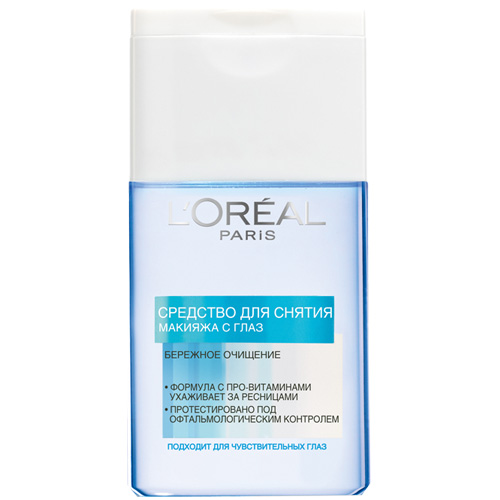 L'ORÉAL
PARIS
СРЕДСТВО ДЛЯ СНЯТИЯ
МАКИЯЖА С ГЛАЗ
БЕРЕЖНОЕ ОЧИЩЕНИЕ
• ФОРМУЛА С ПРО-ВИТАМИНАМИ
УХАЖИВАЕТ ЗА РЕСНИЦАМИ
• ПРОТЕСТИРОВАНО ПОД
ОФТАЛЬМОЛОГИЧЕСКИМ КОНТРОЛЕМ
ПОДХОДИТ ДЛЯ ЧУВСТВИТЕЛЬНЫХ ГЛАЗ